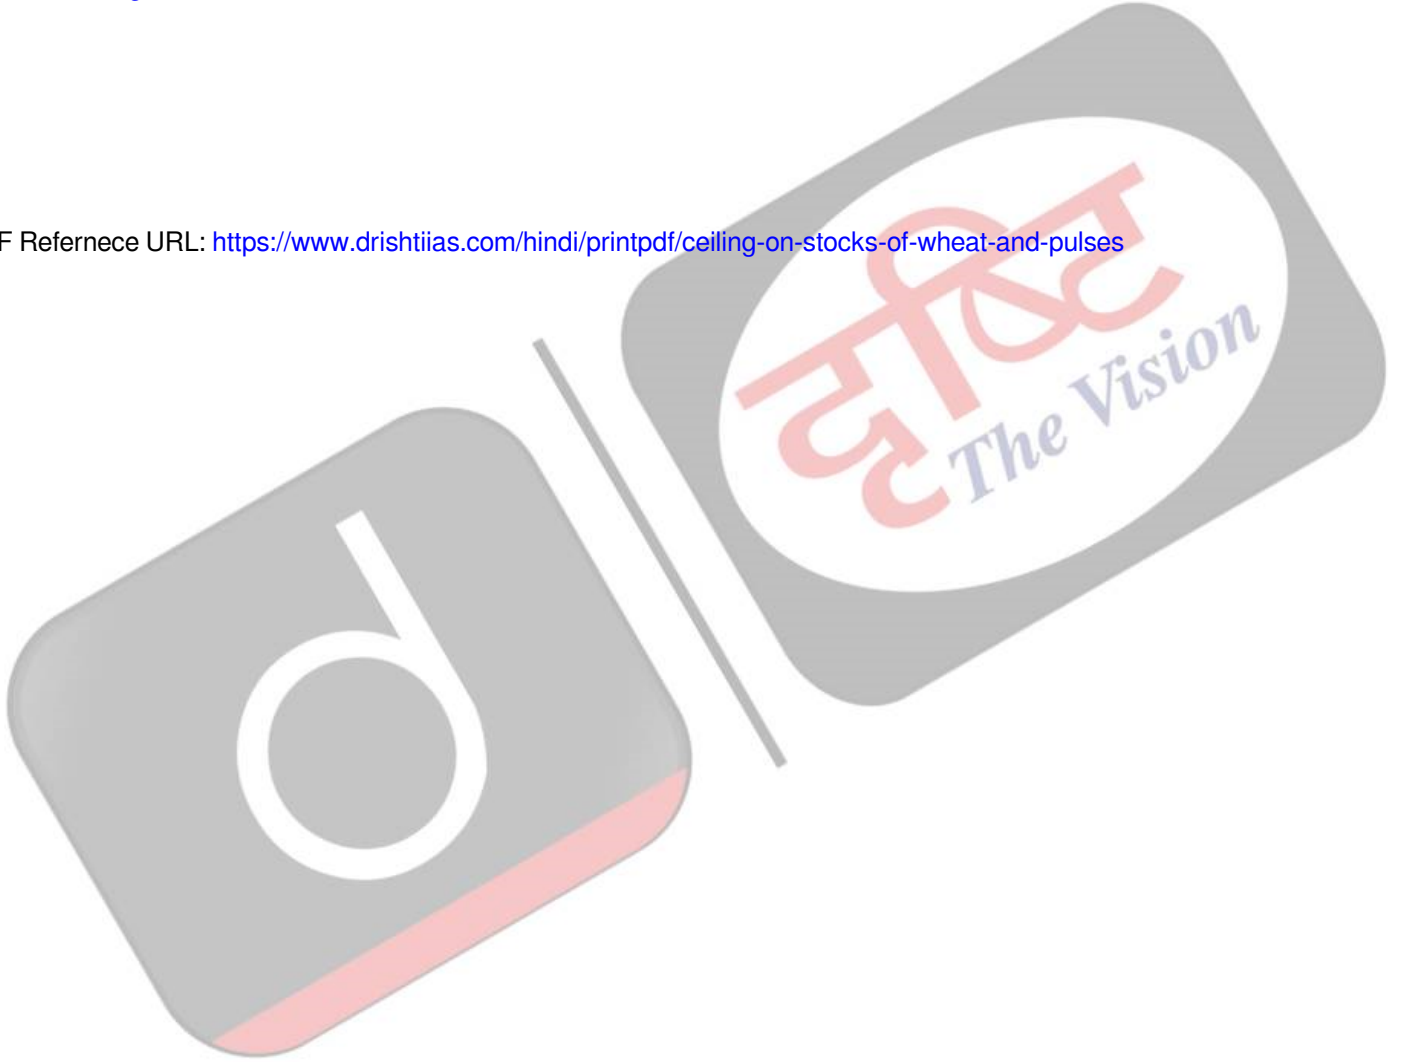 F Refernece URL: https://www.drishtiias.com/hindi/printpdf/ceiling-on-stocks-of-wheat-and-pulses
d
दृष्टि
The Vision